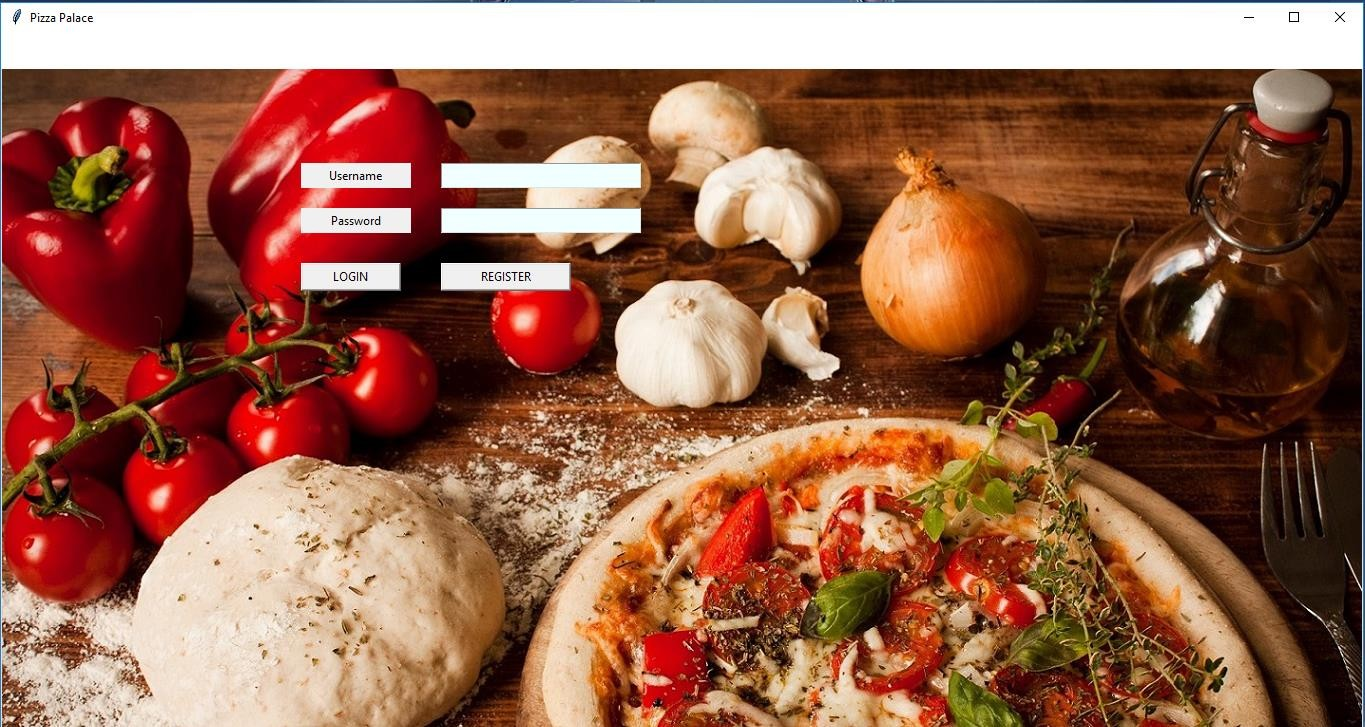 Pizza Palace
Username
Password
LOGIN REGISTER